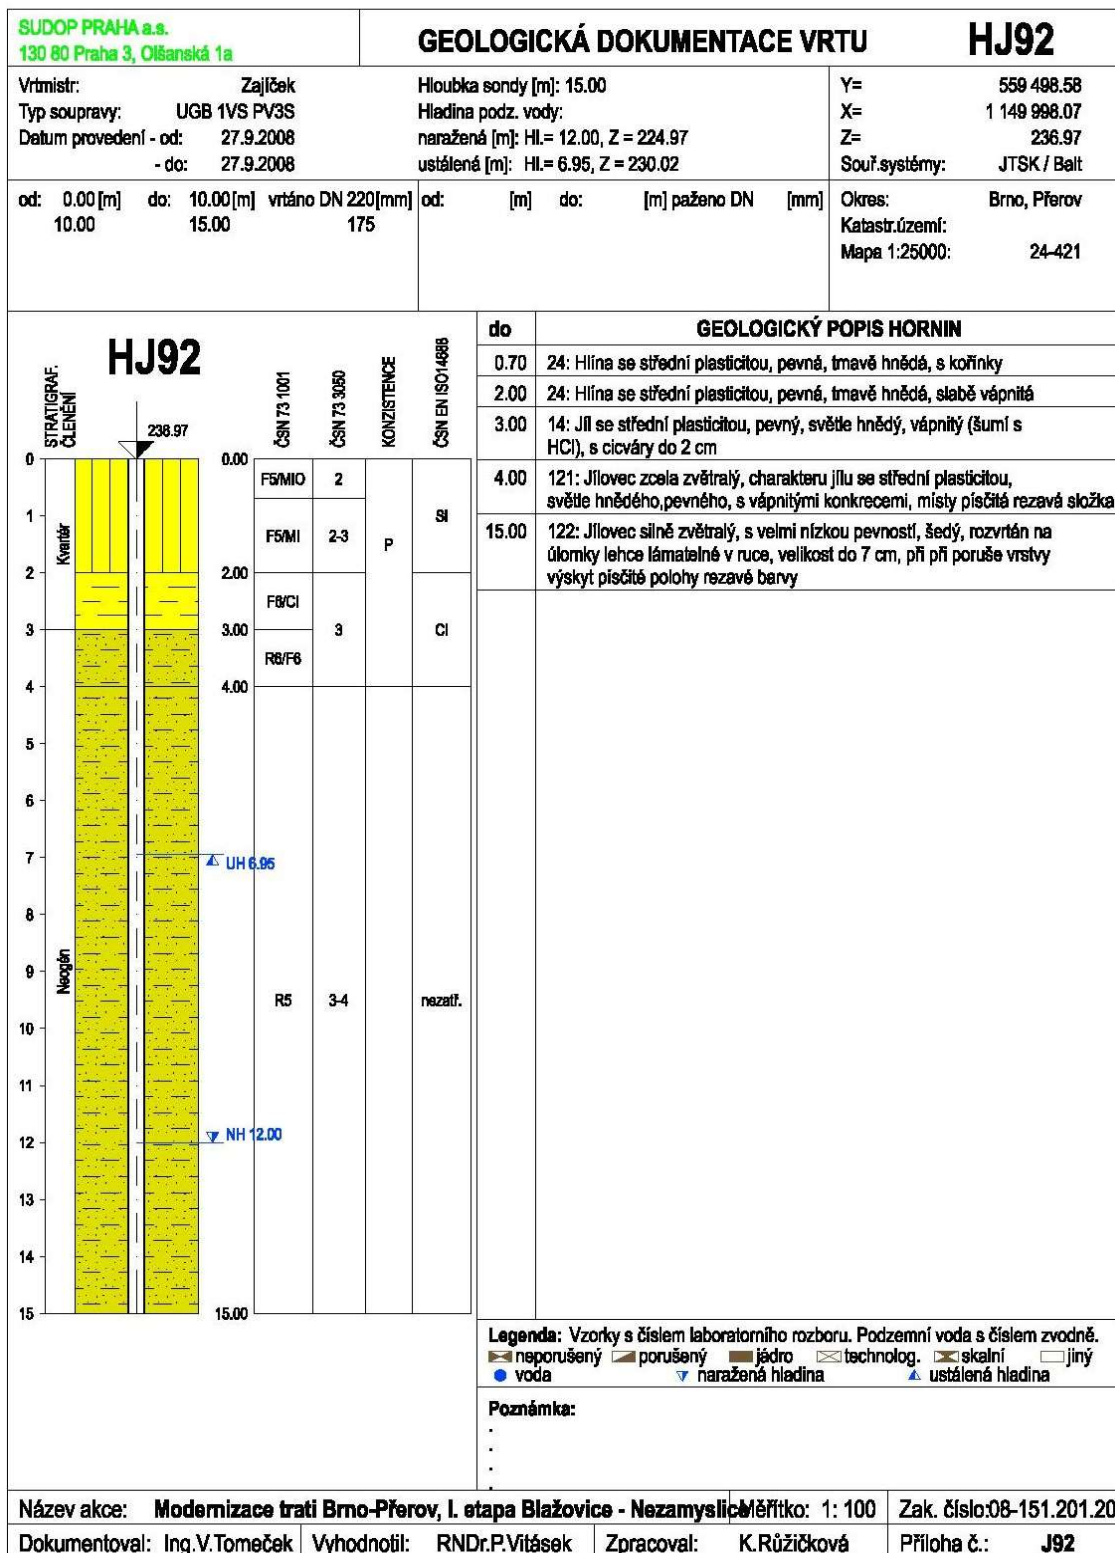 SUDOP PRAHA a.s.
130 80 Praha 3, Olšanská 1a
GEOLOGICKÁ DOKUMENTACE VRTU
HJ92
Vrtmistr: Zajíček
Typ soupravy: UGB 1VS PV3S
Datum provedení - od: 27.9.2008
- do: 27.9.2008
Hloubka sondy [m]: 15.00
Hladina podz. vody:
naražená [m]: Hl.= 12.00, Z = 224.97
ustálená [m]: Hl.= 6.95, Z = 230.02
Y= 559 498.58
X= 1 149 998.07
Z= 236.97
Souř.systémy: JTSK / Balt
od: 0.00 [m] do: 10.00 [m] vrtáno DN 220 [mm]
10.00 15.00 175
od: [m] do: [m] paženo DN [mm]
Okres: Brno, Přerov
Katastr.území:
Mapa 1:25000: 24-421
HJ92
STRATIGRAF. ČLENĚNÍ
236.97
ČSN 73 1001
ČSN 73 3050
KONZISTENCE
ČSN EN ISO14688
0
1
2
3
4
5
6
7
8
9
10
11
12
13
14
15
Kvartér
Neogén
0.00
2.00
3.00
4.00
15.00
F5/MIO
F5/MI
F6/CI
R6/F6
R5
2
2-3
3
3-4
P
SI
CI
nezatř.
UH 6.95
NH 12.00
do GEOLOGICKÝ POPIS HORNIN
0.70 24: Hlína se střední plasticitou, pevná, tmavě hnědá, s kořínky
2.00 24: Hlína se střední plasticitou, pevná, tmavě hnědá, slabě vápnitá
3.00 14: Jíl se střední plasticitou, pevný, světle hnědý, vápnitý (šumí s
HCl), s cicváry do 2 cm
4.00 121: Jílovec zcela zvětralý, charakteru jílu se střední plasticitou,
světle hnědého,pevného, s vápnitými konkrecemi, místy písčitá rezavá složka
15.00 122: Jílovec silně zvětralý, s velmi nízkou pevností, šedý, rozvrtán na
úlomky lehce lámatelné v ruce, velikost do 7 cm, při při poruše vrstvy
výskyt písčité polohy rezavé barvy
Legenda: Vzorky s číslem laboratorního rozboru. Podzemní voda s číslem zvodně.
neporušený porušený jádro technolog. skalní jiný
voda naražená hladina ustálená hladina
Poznámka:
.
.
.
.
Název akce: Modernizace trati Brno-Přerov, I. etapa Blažovice - Nezamyslice Měřítko: 1: 100 Zak. číslo:08-151.201.20
Dokumentoval: Ing.V.Tomeček Vyhodnotil: RNDr.P.Vitásek Zpracoval: K.Růžičková Příloha č.: J92